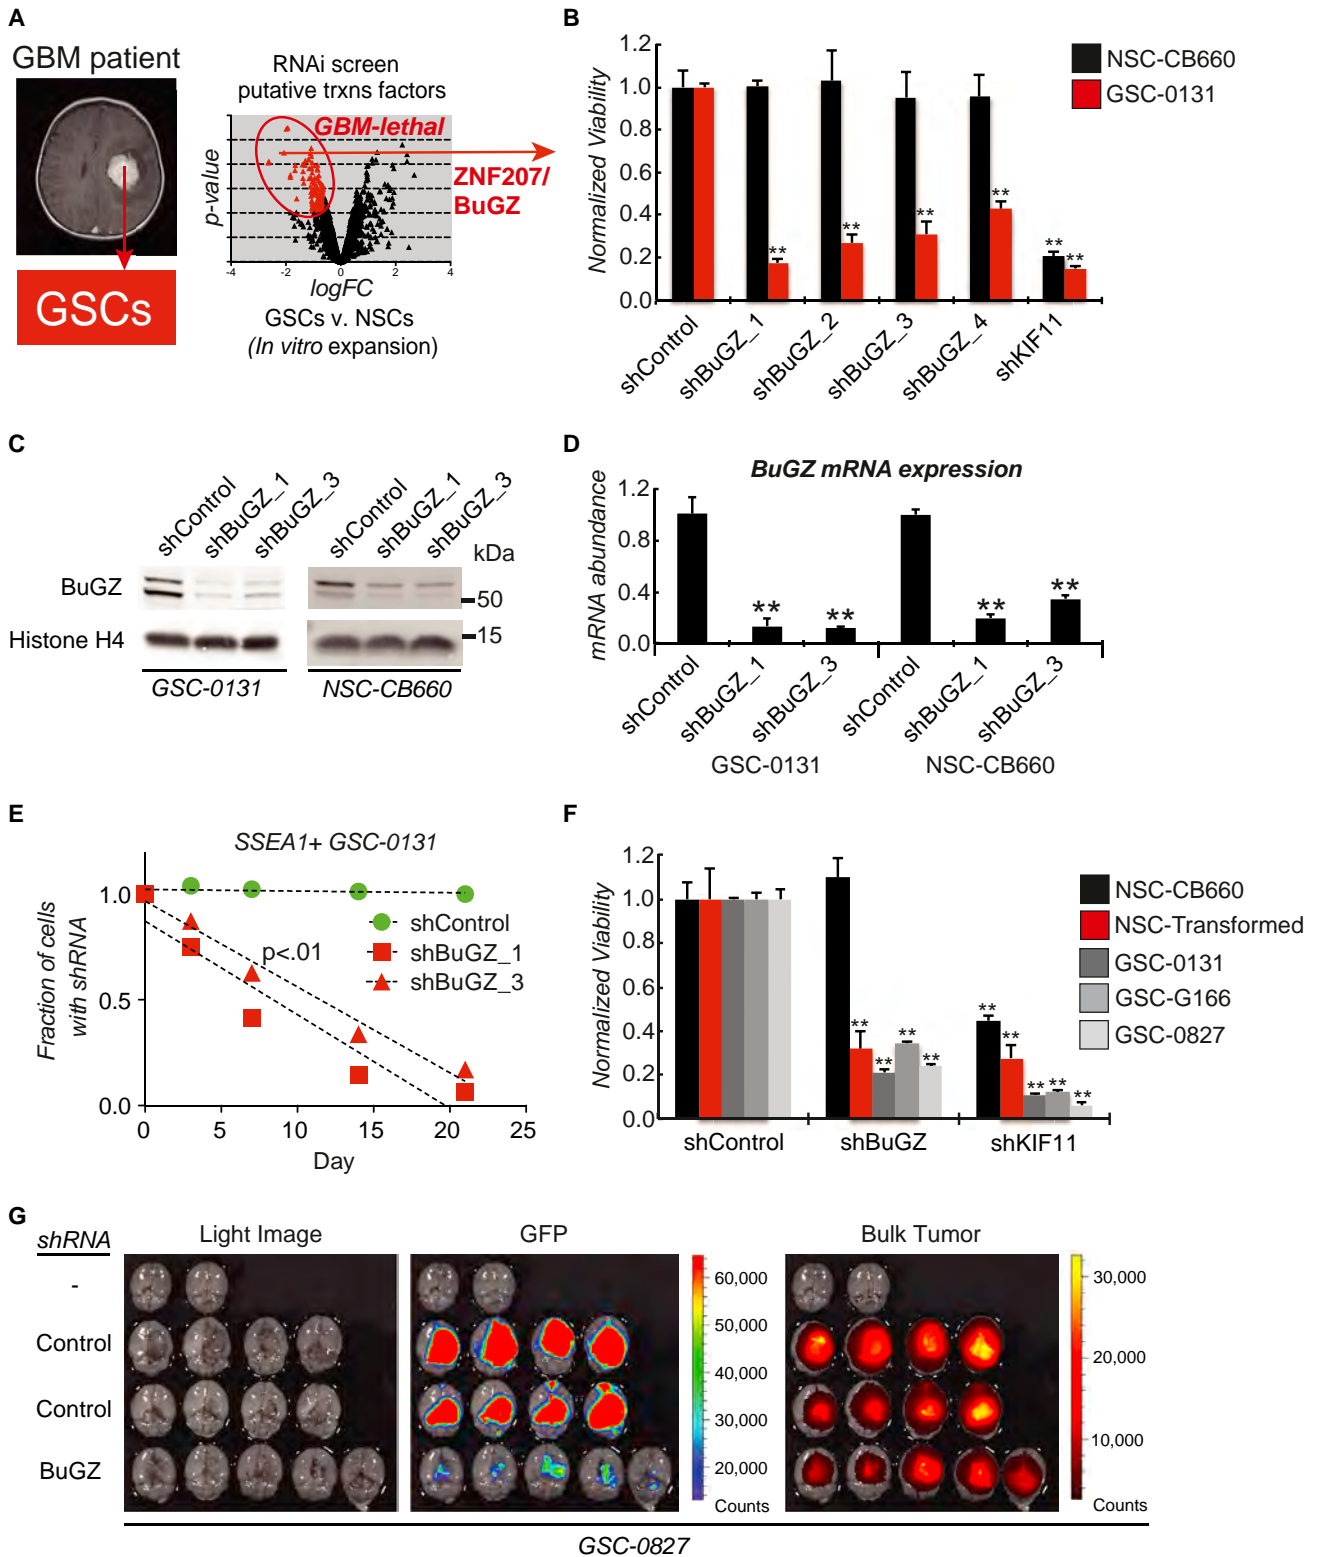 A
GBM patient
GSCs
RNAi screen
putative trxns factors
GBM-lethal
ZNF207/
BuGZ
p-value
-4 -2 0 2 4
logFC
GSCs v. NSCs
(In vitro expansion)
B
Normalized Viability
1.2
1.0
0.8
0.6
0.4
0.2
0.0
** ** ** ** ** **
shControl shBuGZ_1 shBuGZ_2 shBuGZ_3 shBuGZ_4 shKIF11
NSC-CB660
GSC-0131
C
shControl shBuGZ_1 shBuGZ_3 shControl shBuGZ_1 shBuGZ_3
kDa
BuGZ
50
Histone H4
15
GSC-0131 NSC-CB660
D
BuGZ mRNA expression
mRNA abundance
1.2
0.8
0.4
0.0
** ** ** **
shControl shBuGZ_1 shBuGZ_3 shControl shBuGZ_1 shBuGZ_3
GSC-0131 NSC-CB660
E
SSEA1+ GSC-0131
Fraction of cells
with shRNA
1.0
0.5
0.0
p<.01
shControl
shBuGZ_1
shBuGZ_3
0 5 10 15 20 25
Day
F
Normalized Viability
1.2
1.0
0.8
0.6
0.4
0.2
0.0
** ** ** ** ** ** ** ** **
shControl shBuGZ shKIF11
NSC-CB660
NSC-Transformed
GSC-0131
GSC-G166
GSC-0827
G
shRNA
Light Image GFP Bulk Tumor
-
Control
Control
BuGZ
60,000
50,000
40,000
30,000
20,000
Counts
30,000
20,000
10,000
Counts
GSC-0827